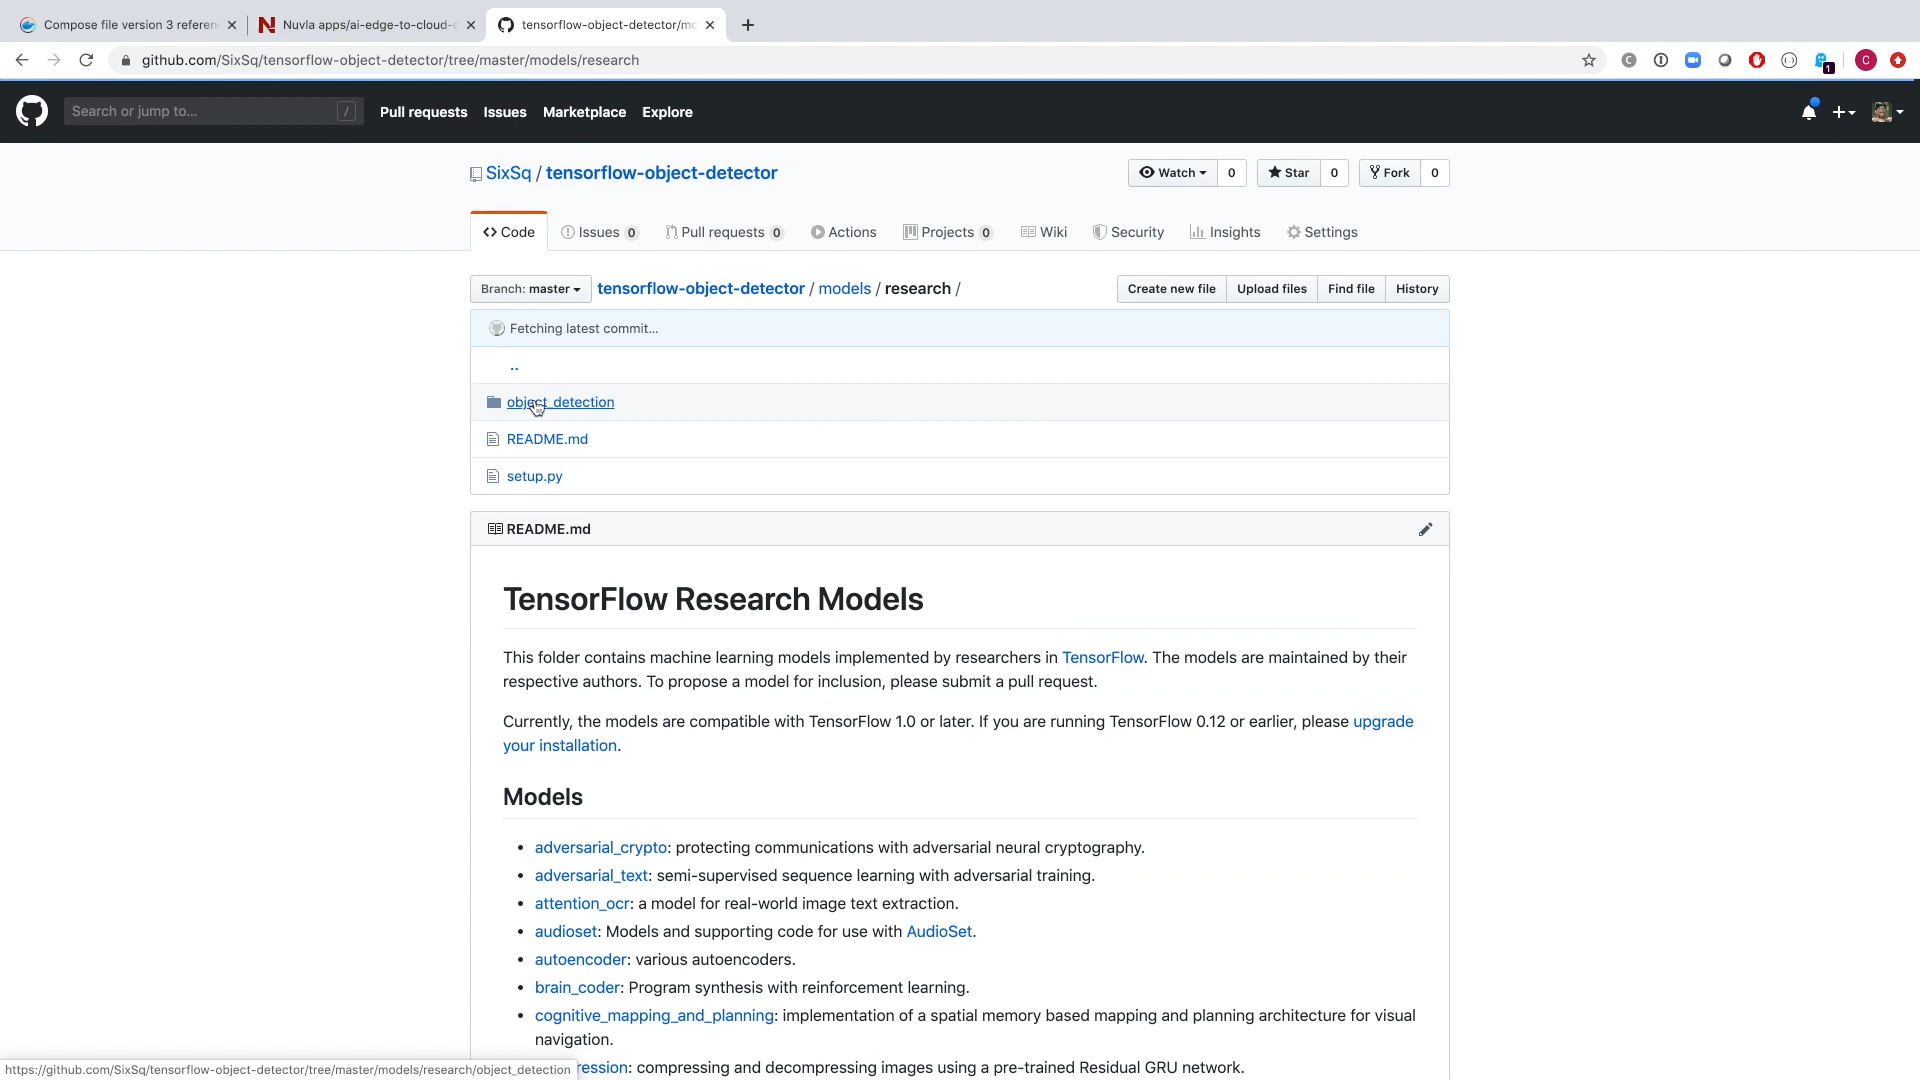 Compose file version 3 referen
Nuvla apps/ai-edge-to-cloud-c
tensorflow-object-detector/mo
github.com/SixSq/tensorflow-object-detector/tree/master/models/research
1
C
Search or jump to...
/
Pull requests
Issues
Marketplace
Explore
SixSq / tensorflow-object-detector
Watch 0
Star 0
Fork 0
Code
Issues 0
Pull requests 0
Actions
Projects 0
Wiki
Security
Insights
Settings
Branch: master
tensorflow-object-detector / models / research /
Create new file
Upload files
Find file
History
Fetching latest commit...
..
object_detection
README.md
setup.py
README.md
TensorFlow Research Models
This folder contains machine learning models implemented by researchers in TensorFlow. The models are maintained by their
respective authors. To propose a model for inclusion, please submit a pull request.
Currently, the models are compatible with TensorFlow 1.0 or later. If you are running TensorFlow 0.12 or earlier, please upgrade
your installation.
Models
• adversarial_crypto: protecting communications with adversarial neural cryptography.
• adversarial_text: semi-supervised sequence learning with adversarial training.
• attention_ocr: a model for real-world image text extraction.
• audioset: Models and supporting code for use with AudioSet.
• autoencoder: various autoencoders.
• brain_coder: Program synthesis with reinforcement learning.
• cognitive_mapping_and_planning: implementation of a spatial memory based mapping and planning architecture for visual
navigation.
ression: compressing and decompressing images using a pre-trained Residual GRU network.
https://github.com/SixSq/tensorflow-object-detector/tree/master/models/research/object_detection